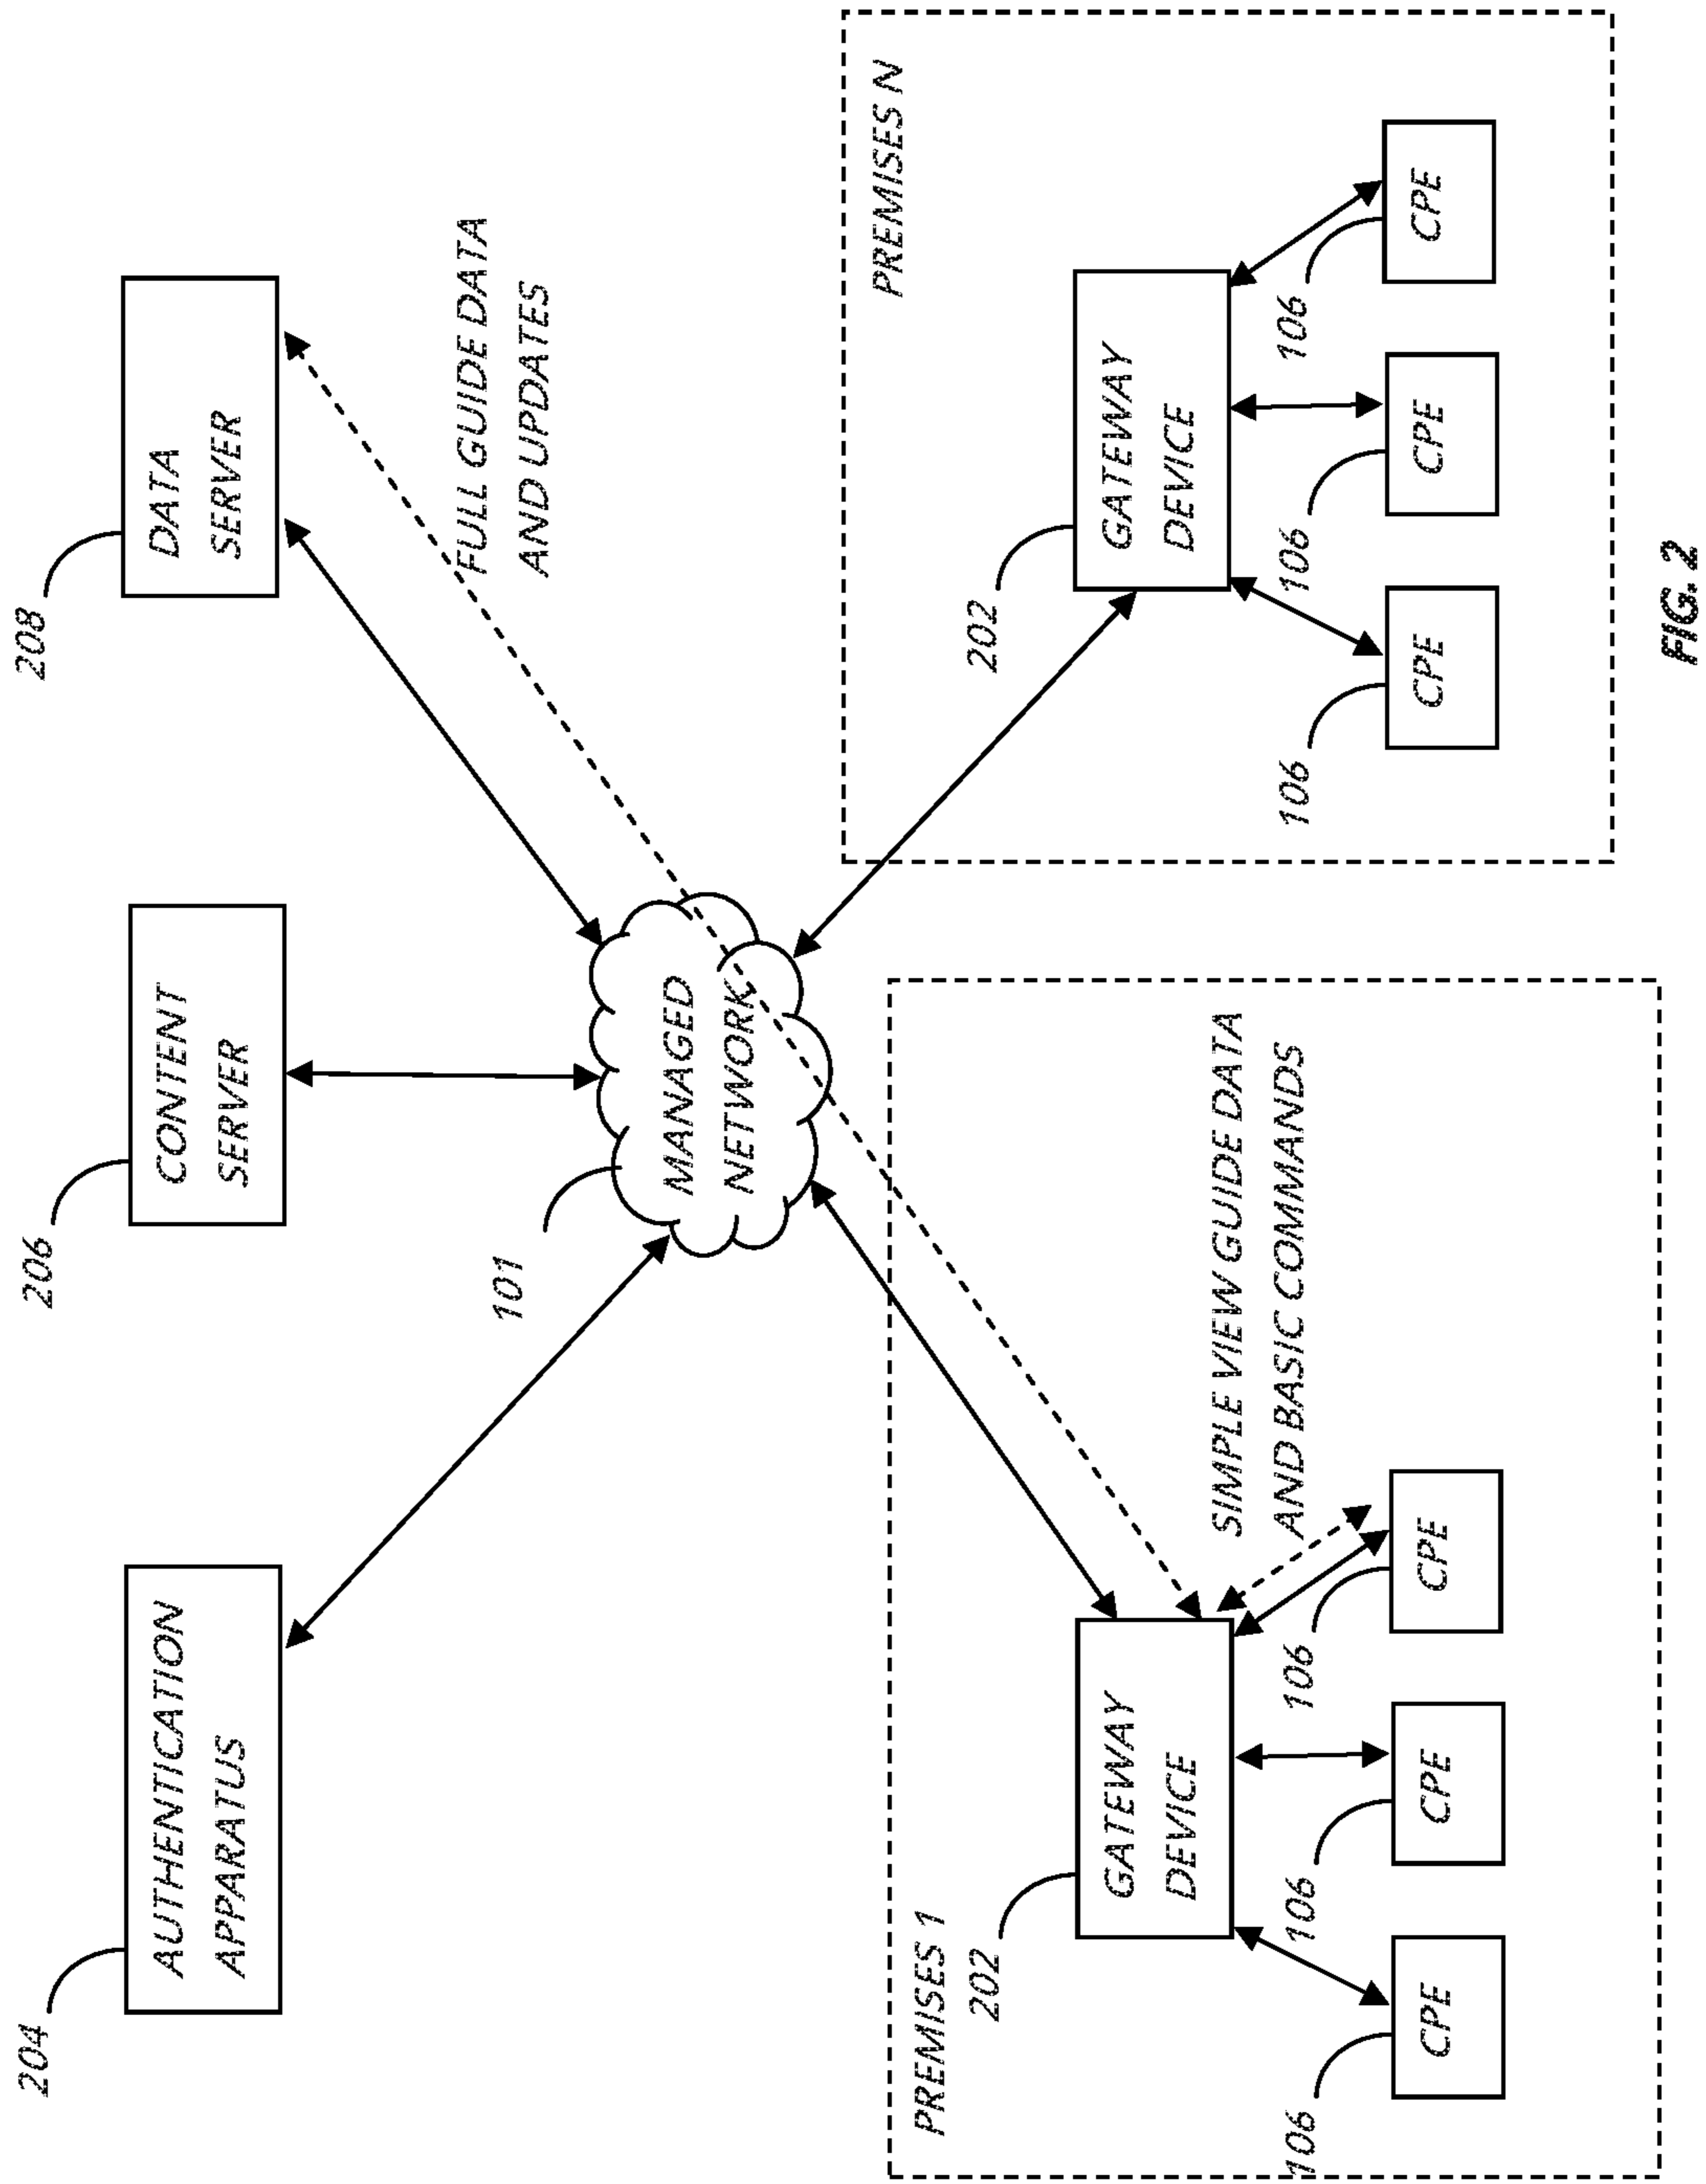 204
AUTHENTICATION
APPARATUS
206
CONTENT
SERVER
208
DATA
SERVER
FULL GUIDE DATA
AND UPDATES
101
MANAGED
NETWORK
PREMISES 1
202
GATEWAY
DEVICE
SIMPLE VIEW GUIDE DATA
AND BASIC COMMANDS
106
CPE
106
CPE
106
CPE
PREMISES N
202
GATEWAY
DEVICE
106
CPE
106
CPE
106
CPE
FIG. 2